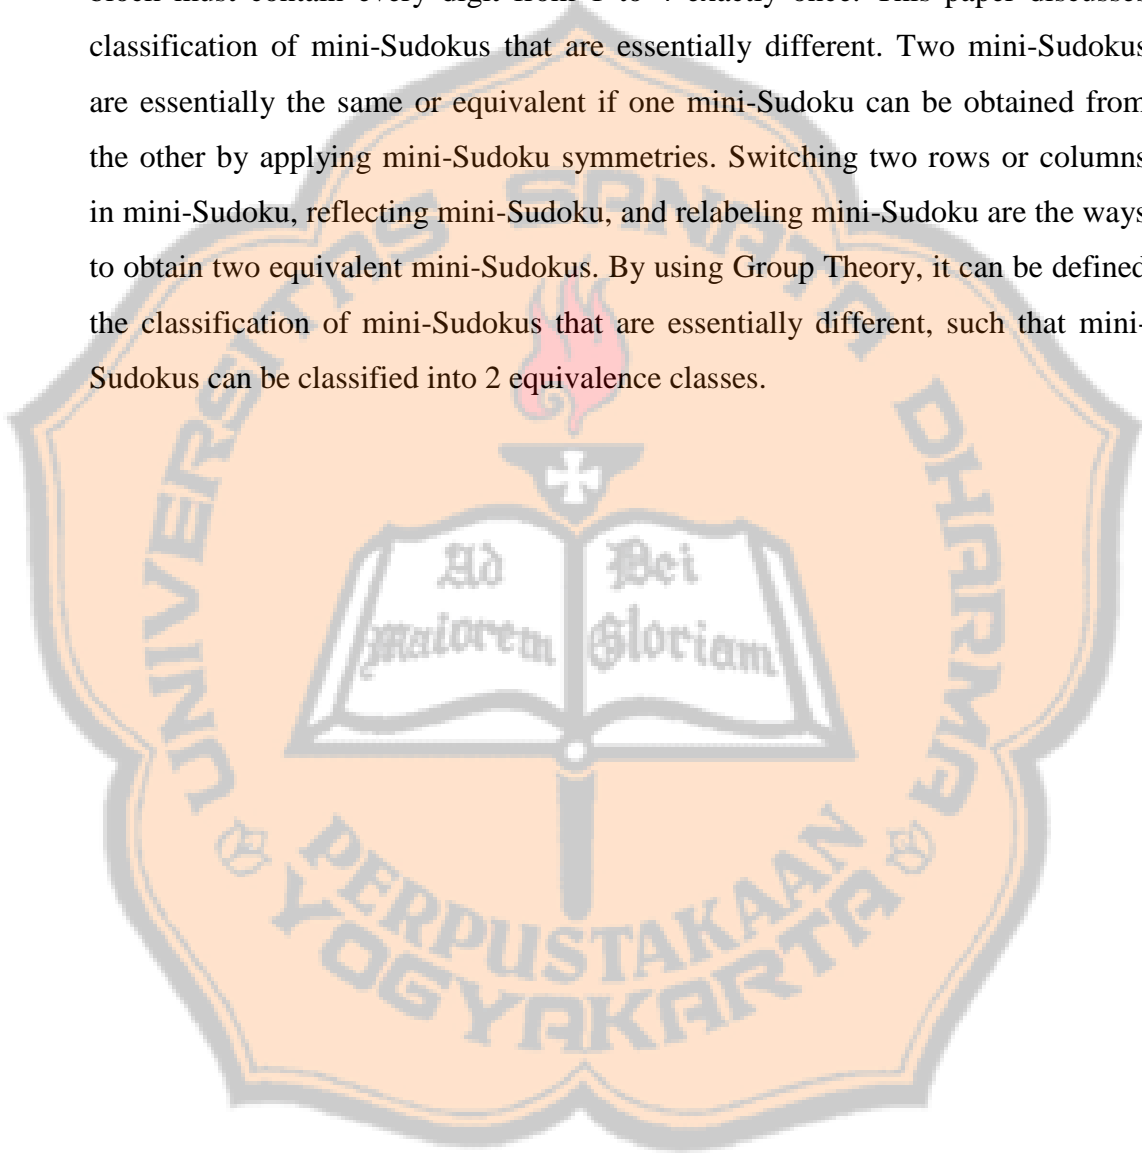 block must contain every digit from 1 to 4 exactly once. This paper discusses
classification of mini-Sudokus that are essentially different. Two mini-Sudokus
are essentially the same or equivalent if one mini-Sudoku can be obtained from
the other by applying mini-Sudoku symmetries. Switching two rows or columns
in mini-Sudoku, reflecting mini-Sudoku, and relabeling mini-Sudoku are the ways
to obtain two equivalent mini-Sudokus. By using Group Theory, it can be defined
the classification of mini-Sudokus that are essentially different, such that mini-
Sudokus can be classified into 2 equivalence classes.
UNIVERSITAS SANATA DHARMA
Ad Dei
Maiorem Gloriam
PERPUSTAKAAN
YOGYAKARTA